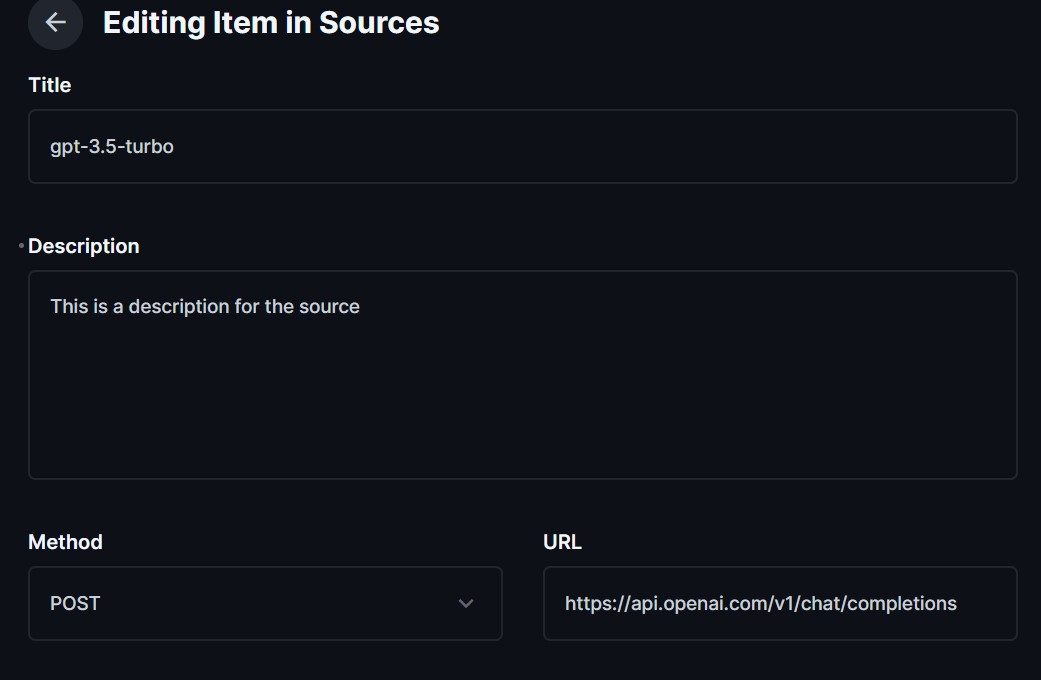 Editing Item in Sources
Title
gpt-3.5-turbo
Description
This is a description for the source
Method
URL
POST
https://api.openai.com/v1/chat/completions